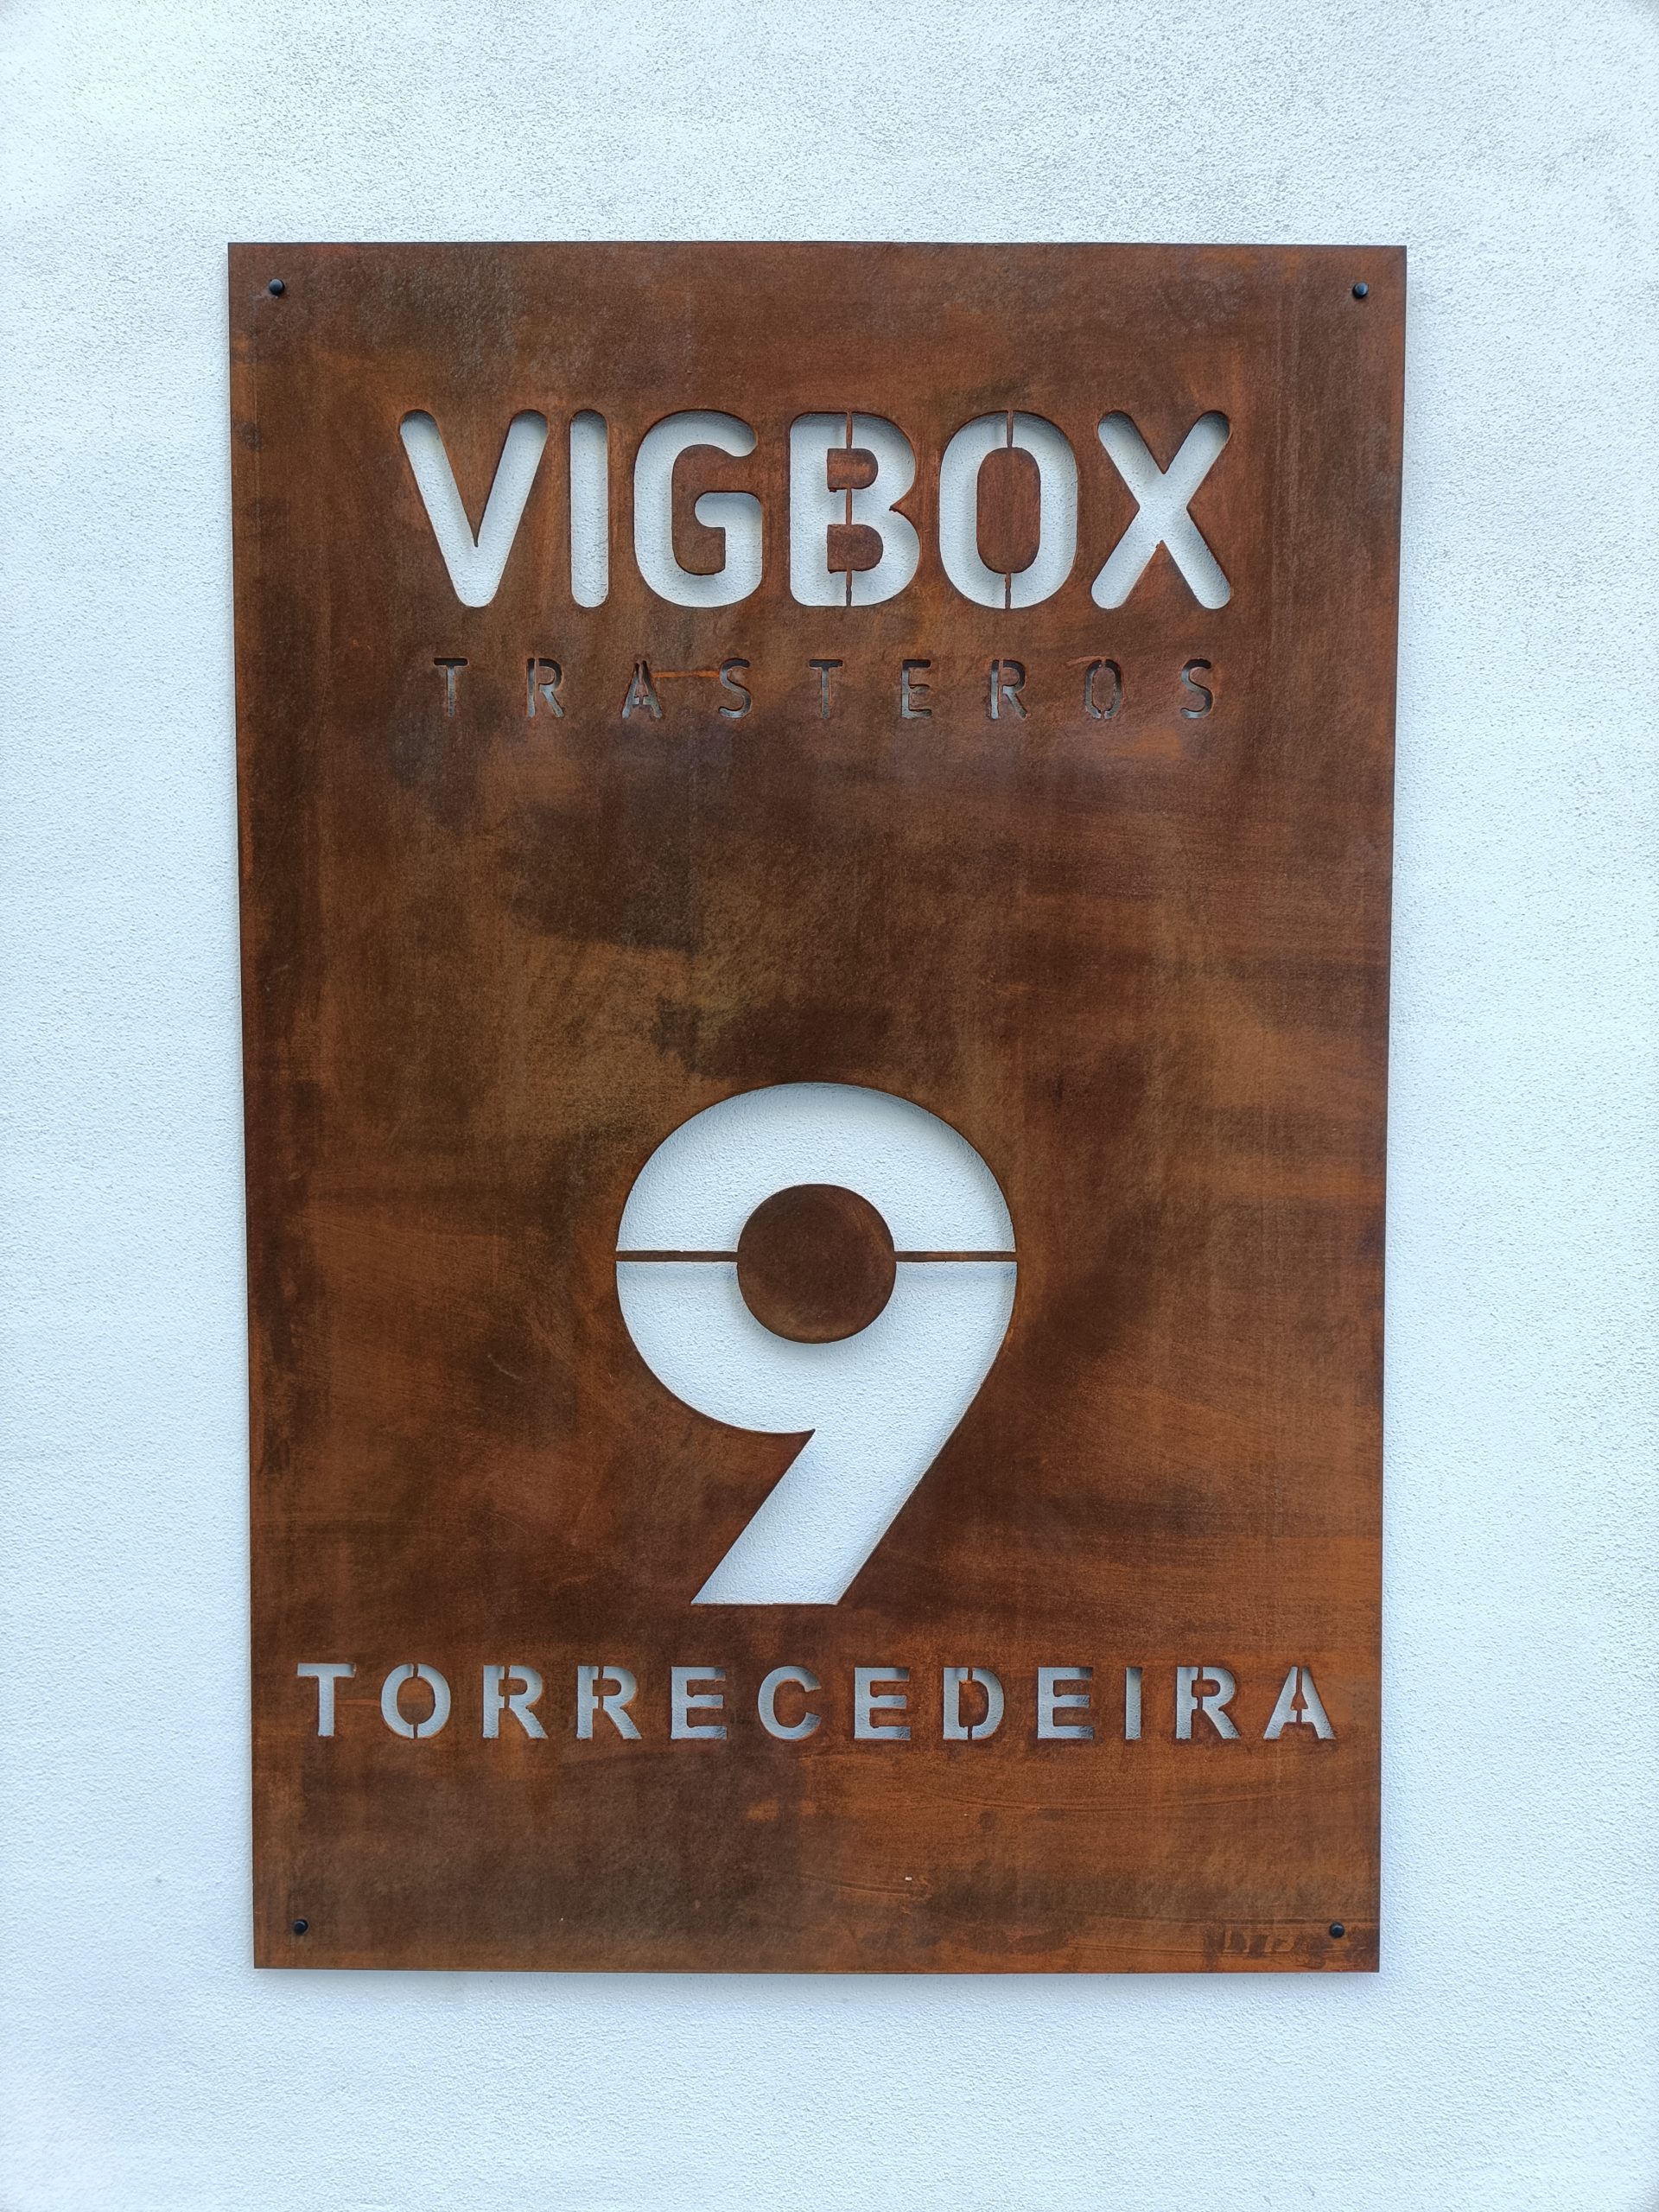 VIGBOX
TRASTEROS
9
TORRECEDEIRA